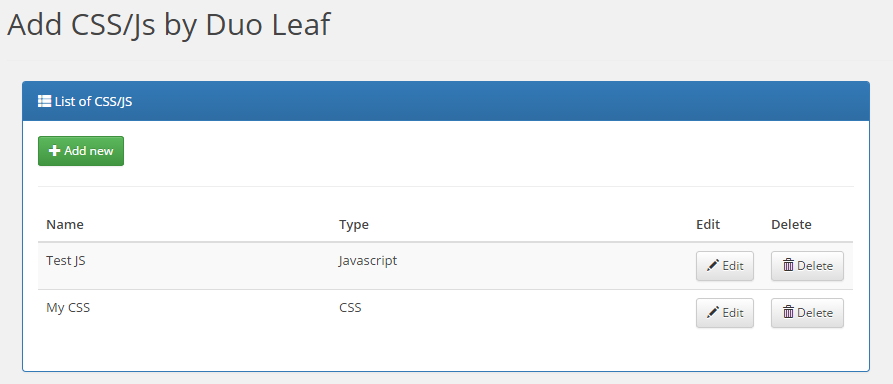 Add CSS/Js by Duo Leaf
List of CSS/JS
Add new
Name Type Edit Delete
Test JS Javascript Edit Delete
My CSS CSS Edit Delete